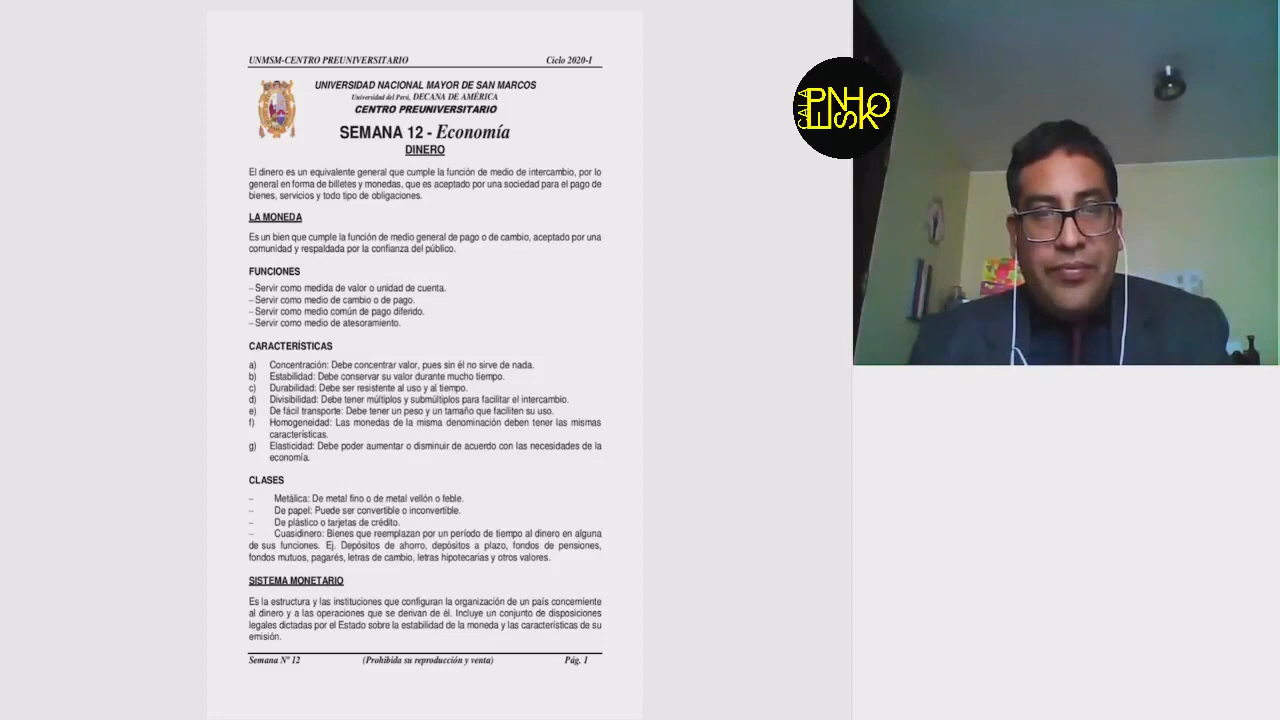 UNMSM-CENTRO PREUNIVERSITARIO Ciclo 2020-I
UNIVERSIDAD NACIONAL MAYOR DE SAN MARCOS
Universidad del Perú, DECANA DE AMÉRICA
CENTRO PREUNIVERSITARIO
SEMANA 12 - Economía
DINERO
El dinero es un equivalente general que cumple la función de medio de intercambio, por lo
general en forma de billetes y monedas, que es aceptado por una sociedad para el pago de
bienes, servicios y todo tipo de obligaciones.
LA MONEDA
Es un bien que cumple la función de medio general de pago o de cambio, aceptado por una
comunidad y respaldada por la confianza del público.
FUNCIONES
– Servir como medida de valor o unidad de cuenta.
– Servir como medio de cambio o de pago.
– Servir como medio común de pago diferido.
– Servir como medio de atesoramiento.
CARACTERÍSTICAS
a) Concentración: Debe concentrar valor, pues sin él no sirve de nada.
b) Estabilidad: Debe conservar su valor durante mucho tiempo.
c) Durabilidad: Debe ser resistente al uso y al tiempo.
d) Divisibilidad: Debe tener múltiplos y submúltiplos para facilitar el intercambio.
e) De fácil transporte: Debe tener un peso y un tamaño que faciliten su uso.
f) Homogeneidad: Las monedas de la misma denominación deben tener las mismas
características.
g) Elasticidad: Debe poder aumentar o disminuir de acuerdo con las necesidades de la
economía.
CLASES
– Metálica: De metal fino o de metal vellón o feble.
– De papel: Puede ser convertible o inconvertible.
– De plástico o tarjetas de crédito.
– Cuasidinero: Bienes que reemplazan por un período de tiempo al dinero en alguna
de sus funciones. Ej. Depósitos de ahorro, depósitos a plazo, fondos de pensiones,
fondos mutuos, pagarés, letras de cambio, letras hipotecarias y otros valores.
SISTEMA MONETARIO
Es la estructura y las instituciones que configuran la organización de un país concerniente
al dinero y a las operaciones que se derivan de él. Incluye un conjunto de disposiciones
legales dictadas por el Estado sobre la estabilidad de la moneda y las características de su
emisión.
Semana Nº 12 (Prohibida su reproducción y venta) Pág. 1